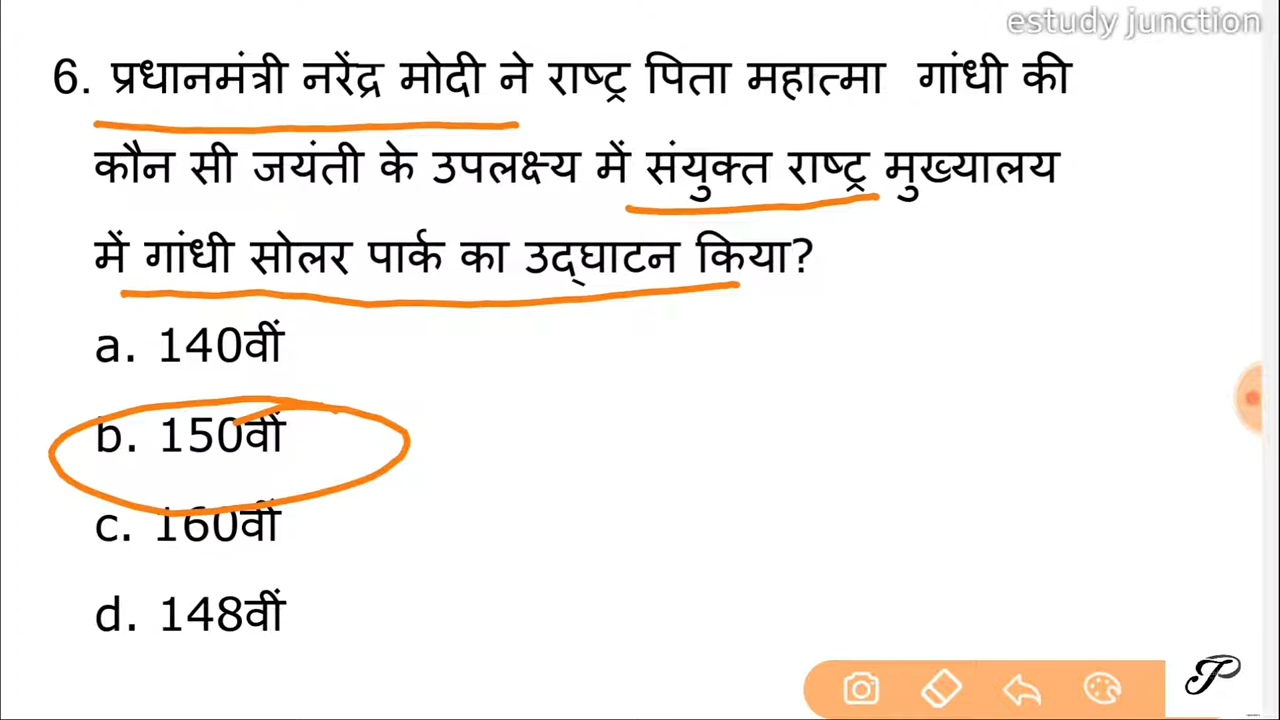 estudy junction
6. प्रधानमंत्री नरेंद्र मोदी ने राष्ट्र पिता महात्मा गांधी की
कौन सी जयंती के उपलक्ष्य में संयुक्त राष्ट्र मुख्यालय
में गांधी सोलर पार्क का उद्घाटन किया?
a. 140वीं
b. 150वीं
c. 160वीं
d. 148वीं